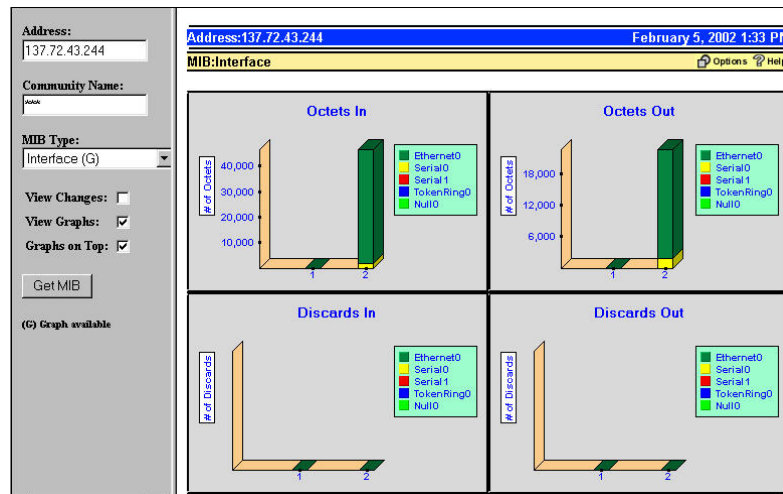 Address:
137.72.43.244
Community Name:
***
MIB Type:
Interface (G)
View Changes:
View Graphs:
Graphs on Top:
Get MIB
(G) Graph available
Address:137.72.43.244 February 5, 2002 1:33 PM
MIB:Interface Options Help
Octets In
# of Octets
40,000
30,000
20,000
10,000
1 2
Ethernet0
Serial0
Serial1
TokenRing0
Null0
Octets Out
# of Octets
18,000
12,000
6,000
1 2
Ethernet0
Serial0
Serial1
TokenRing0
Null0
Discards In
# of Discards
1 2
Ethernet0
Serial0
Serial1
TokenRing0
Null0
Discards Out
# of Discards
1 2
Ethernet0
Serial0
Serial1
TokenRing0
Null0